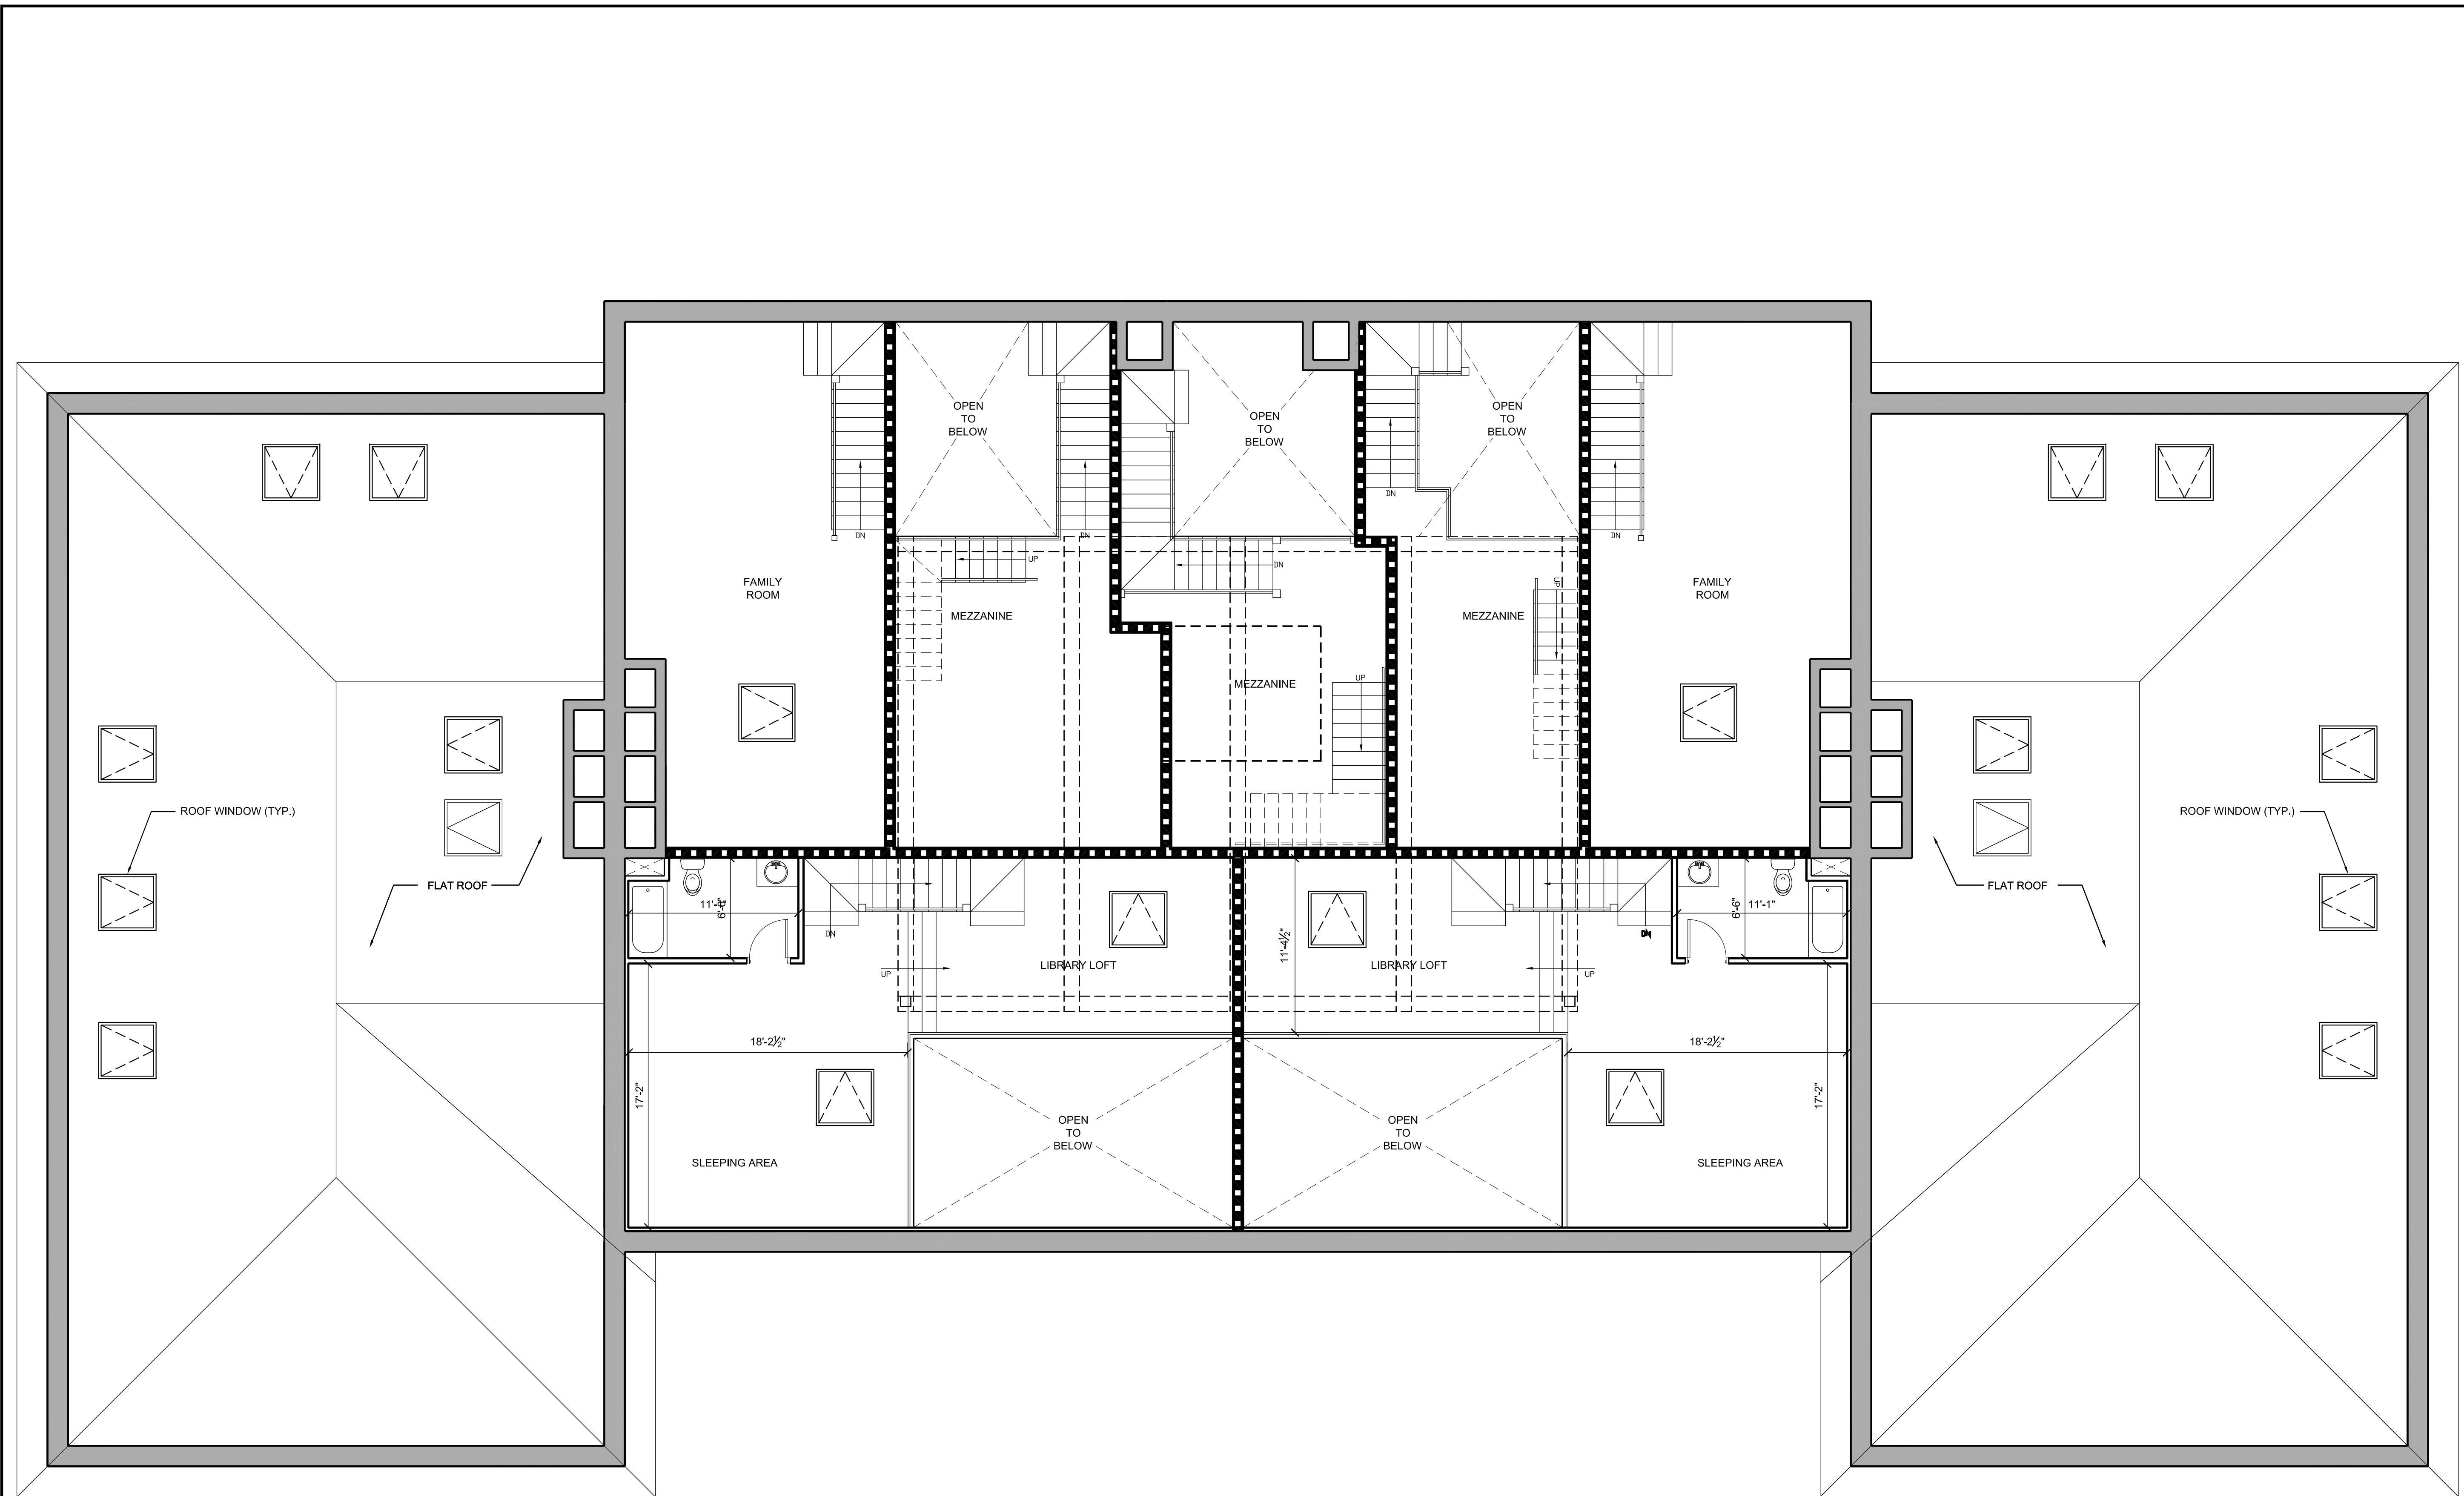 OPEN
TO
BELOW
OPEN
TO
BELOW
OPEN
TO
BELOW
DN
DN
DN
DN
DN
UP
UP
FAMILY
ROOM
FAMILY
ROOM
MEZZANINE
MEZZANINE
MEZZANINE
UP
ROOF WINDOW (TYP.)
ROOF WINDOW (TYP.)
FLAT ROOF
FLAT ROOF
6'-6"
6'-6"
11'-1"
DN
DN
11'-4½"
LIBRARY LOFT
LIBRARY LOFT
UP
UP
18'-2½"
18'-2½"
17'-2"
17'-2"
OPEN
TO
BELOW
OPEN
TO
BELOW
SLEEPING AREA
SLEEPING AREA